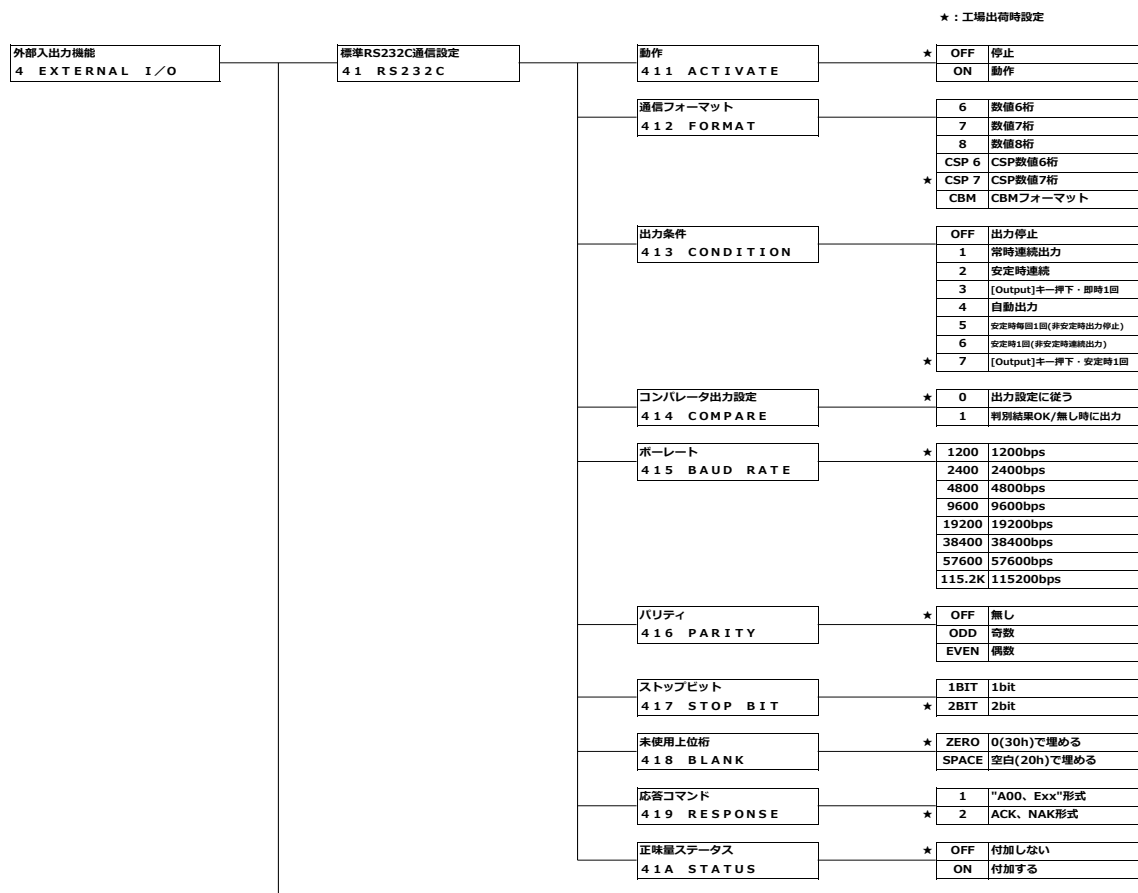 ★：工場出荷時設定
外部入出力機能
4 EXTERNAL I／O
標準RS232C通信設定
41 RS232C
動作
411 ACTIVATE
★ OFF 停止
ON 動作
通信フォーマット
412 FORMAT
6 数値6桁
7 数値7桁
8 数値8桁
CSP 6 CSP数値6桁
★ CSP 7 CSP数値7桁
CBM CBMフォーマット
出力条件
413 CONDITION
OFF 出力停止
1 常時連続出力
2 安定時連続
3 [Output]キー押下・即時1回
4 自動出力
5 安定時毎回1回(非安定時出力停止)
6 安定時1回(非安定時連続出力)
★ 7 [Output]キー押下・安定時1回
コンパレータ出力設定
414 COMPARE
★ 0 出力設定に従う
1 判別結果OK/無し時に出力
ボーレート
415 BAUD RATE
★ 1200 1200bps
2400 2400bps
4800 4800bps
9600 9600bps
19200 19200bps
38400 38400bps
57600 57600bps
115.2K 115200bps
パリティ
416 PARITY
★ OFF 無し
ODD 奇数
EVEN 偶数
ストップビット
417 STOP BIT
1BIT 1bit
★ 2BIT 2bit
未使用上位桁
418 BLANK
★ ZERO 0(30h)で埋める
SPACE 空白(20h)で埋める
応答コマンド
419 RESPONSE
1 "A00、Exx"形式
★ 2 ACK、NAK形式
正味量ステータス
41A STATUS
★ OFF 付加しない
ON 付加する